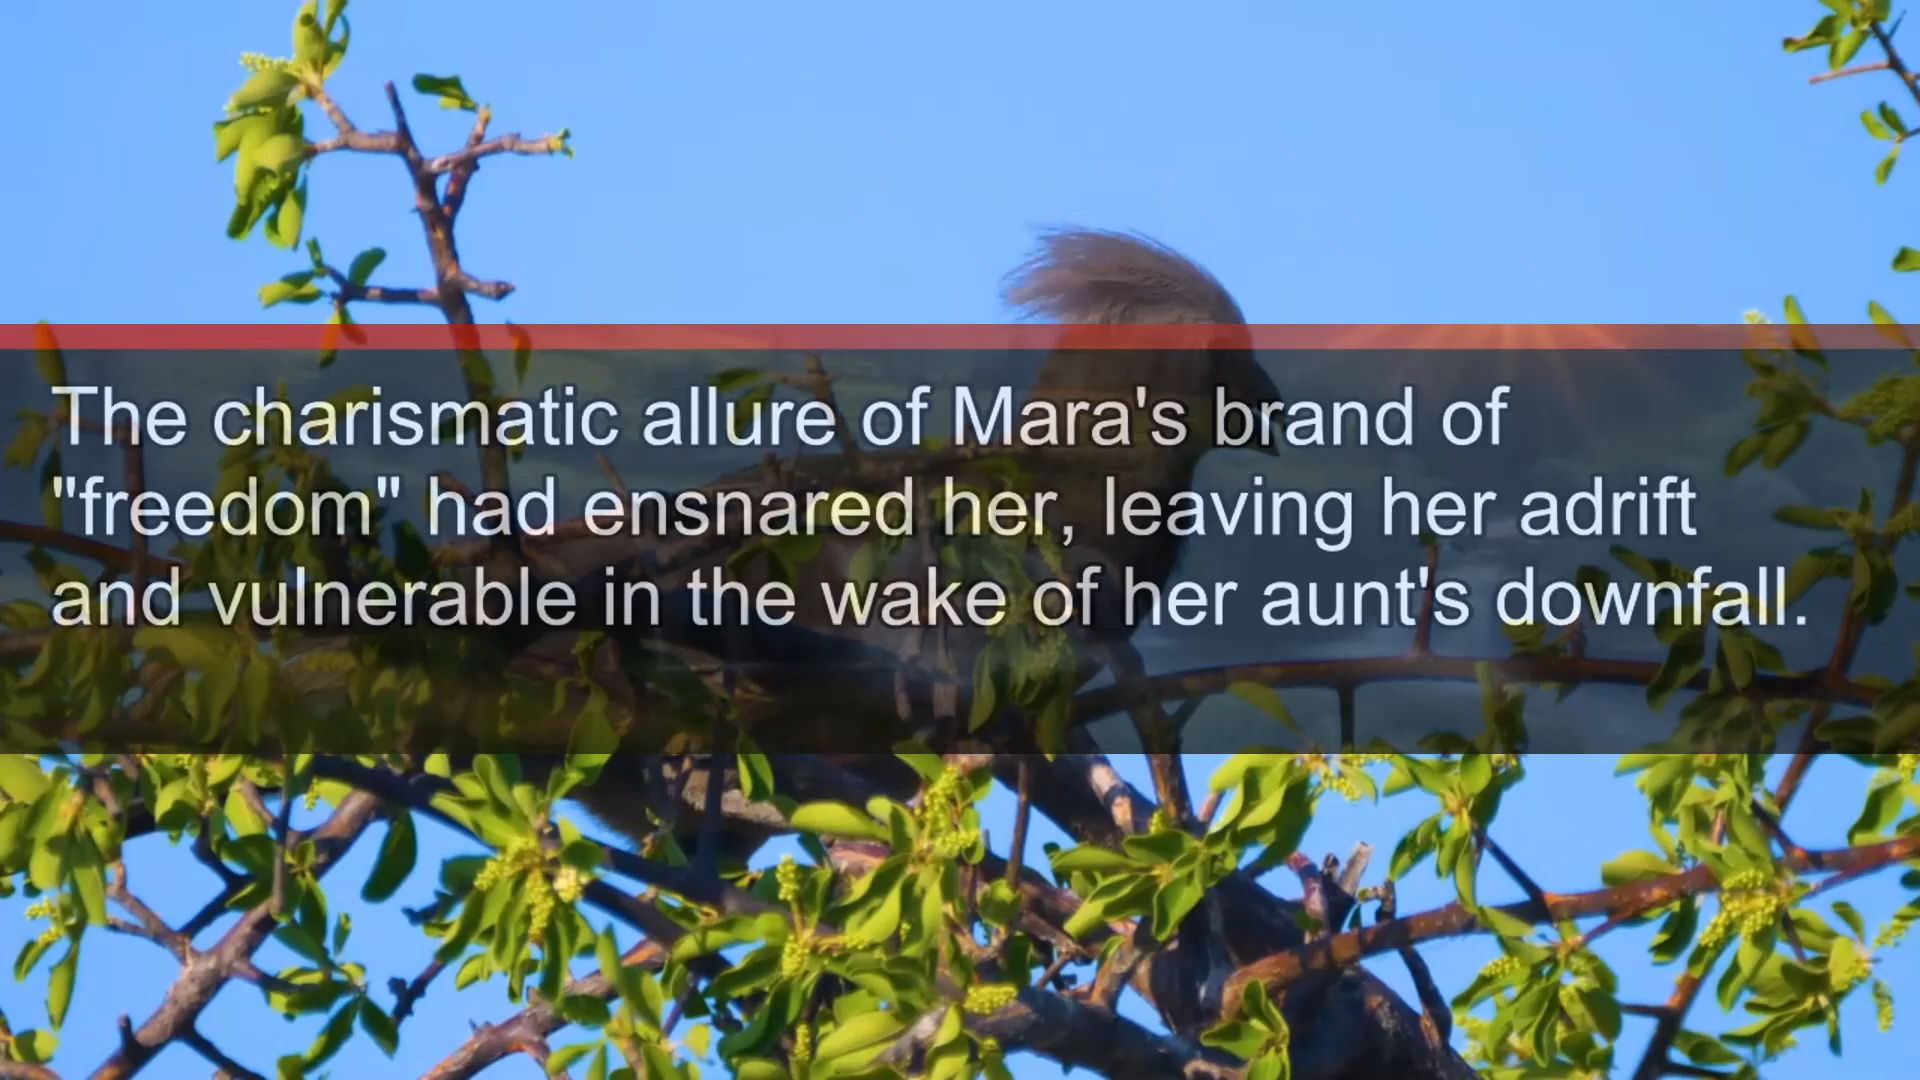 The charismatic allure of Mara's brand of
"freedom" had ensnared her, leaving her adrift
and vulnerable in the wake of her aunt's downfall.